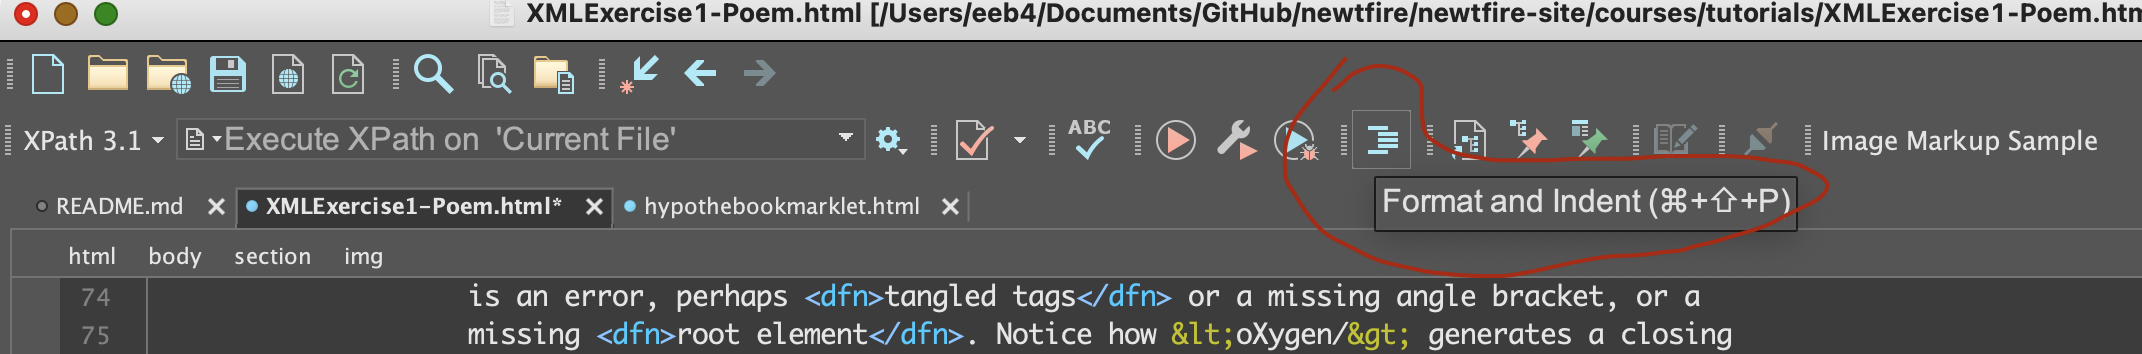 XMLExercise1-Poem.html [/Users/eeb4/Documents/GitHub/newtfire/newtfire-site/courses/tutorials/XMLExercise1-Poem.htm
XPath 3.1 Execute XPath on 'Current File' ABC Image Markup Sample
Format and Indent (⌘+⇧+P)
README.md XMLExercise1-Poem.html* hypothebookmarklet.html
html body section img
74 is an error, perhaps <dfn>tangled tags</dfn> or a missing angle bracket, or a
75 missing <dfn>root element</dfn>. Notice how &lt;oXygen/&gt; generates a closing